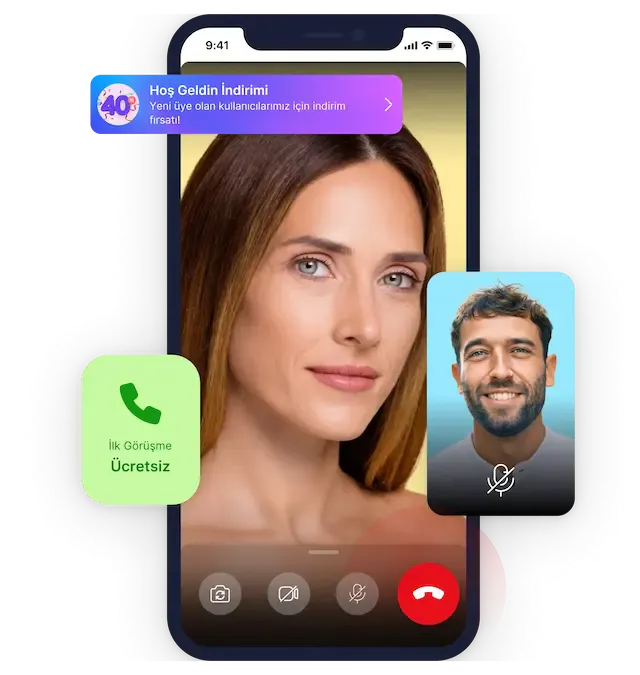 9:41
Hoş Geldin İndirimi
40
Yeni üye olan kullanıcılarımız için indirim
fırsatı!
İlk Görüşme
Ücretsiz